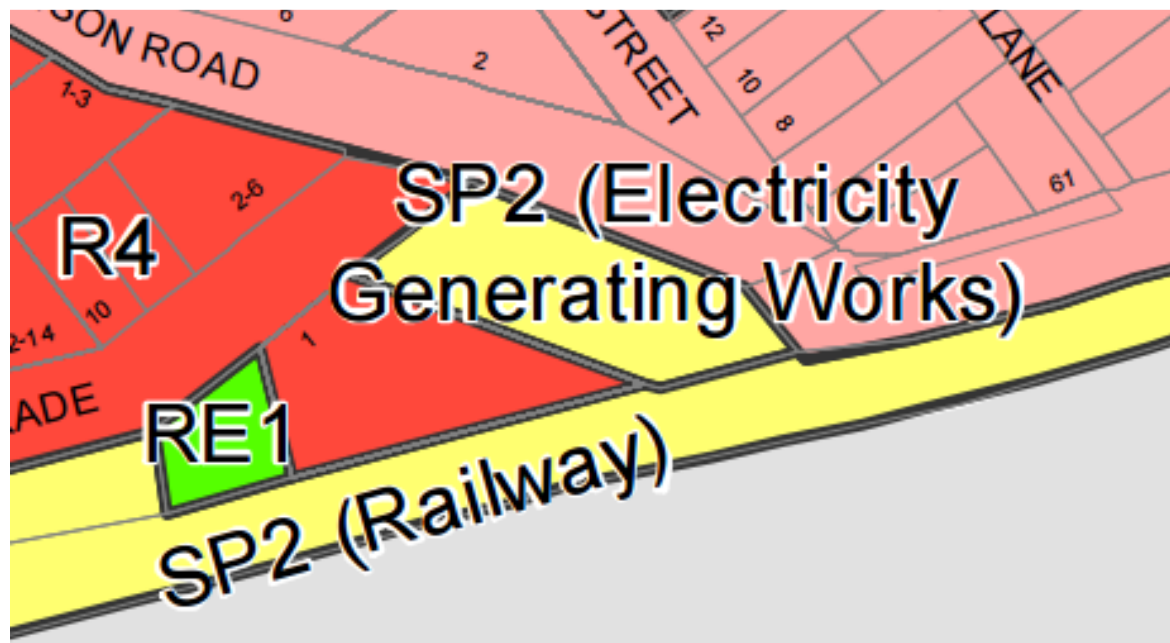 SON ROAD
6
2
STREET
12
10
8
LANE
61
1-3
2-6
R4
10
2-14
SP2 (Electricity
Generating Works)
1
ADE
RE1
SP2 (Railway)